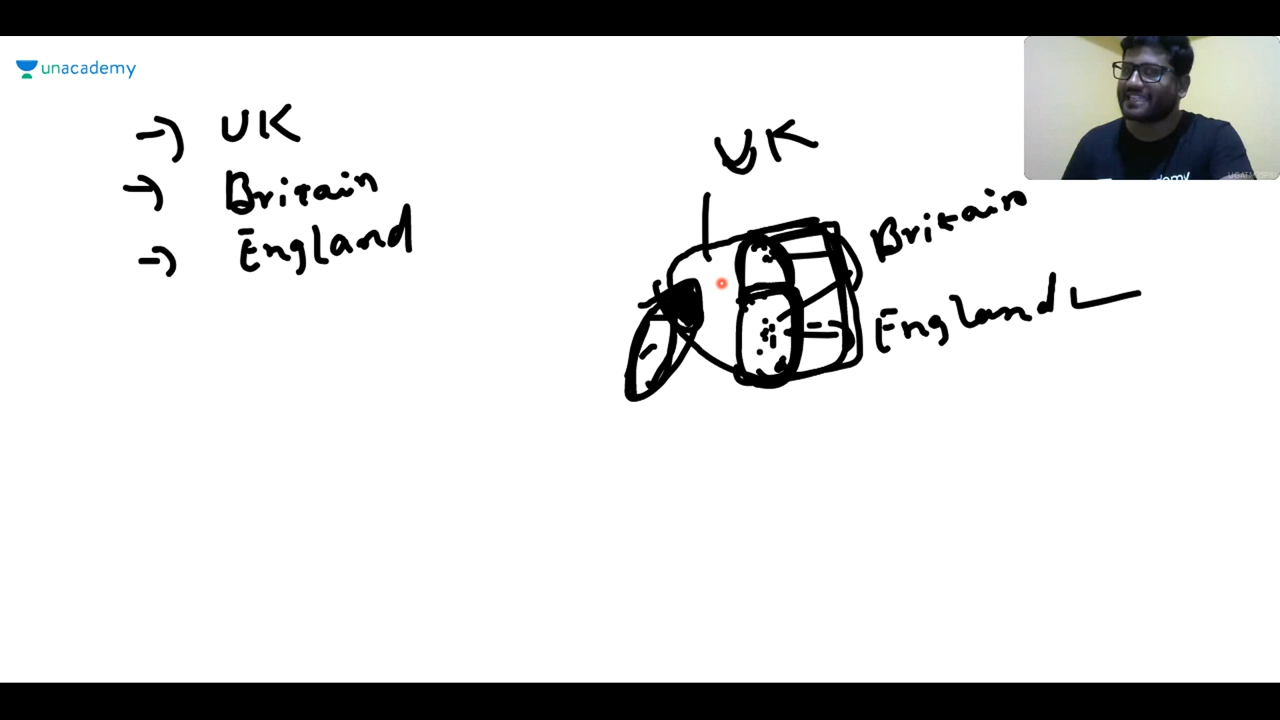 unacademy
UK
Britain
England
UK
Britain
England